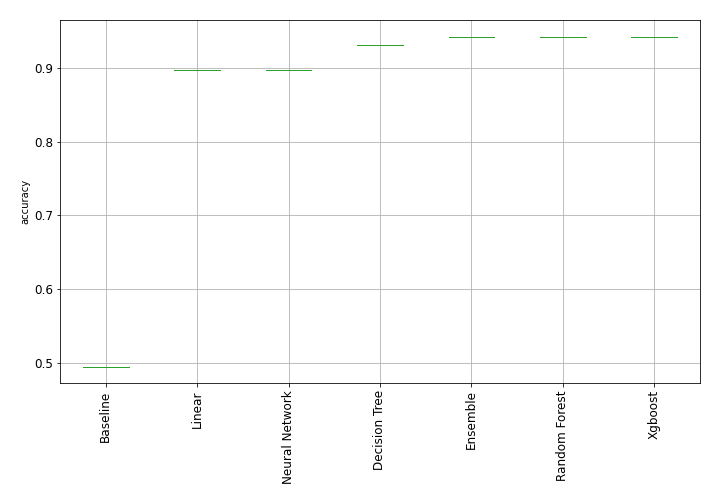 accuracy
0.9
0.8
0.7
0.6
0.5
Baseline
Linear
Neural Network
Decision Tree
Ensemble
Random Forest
Xgboost